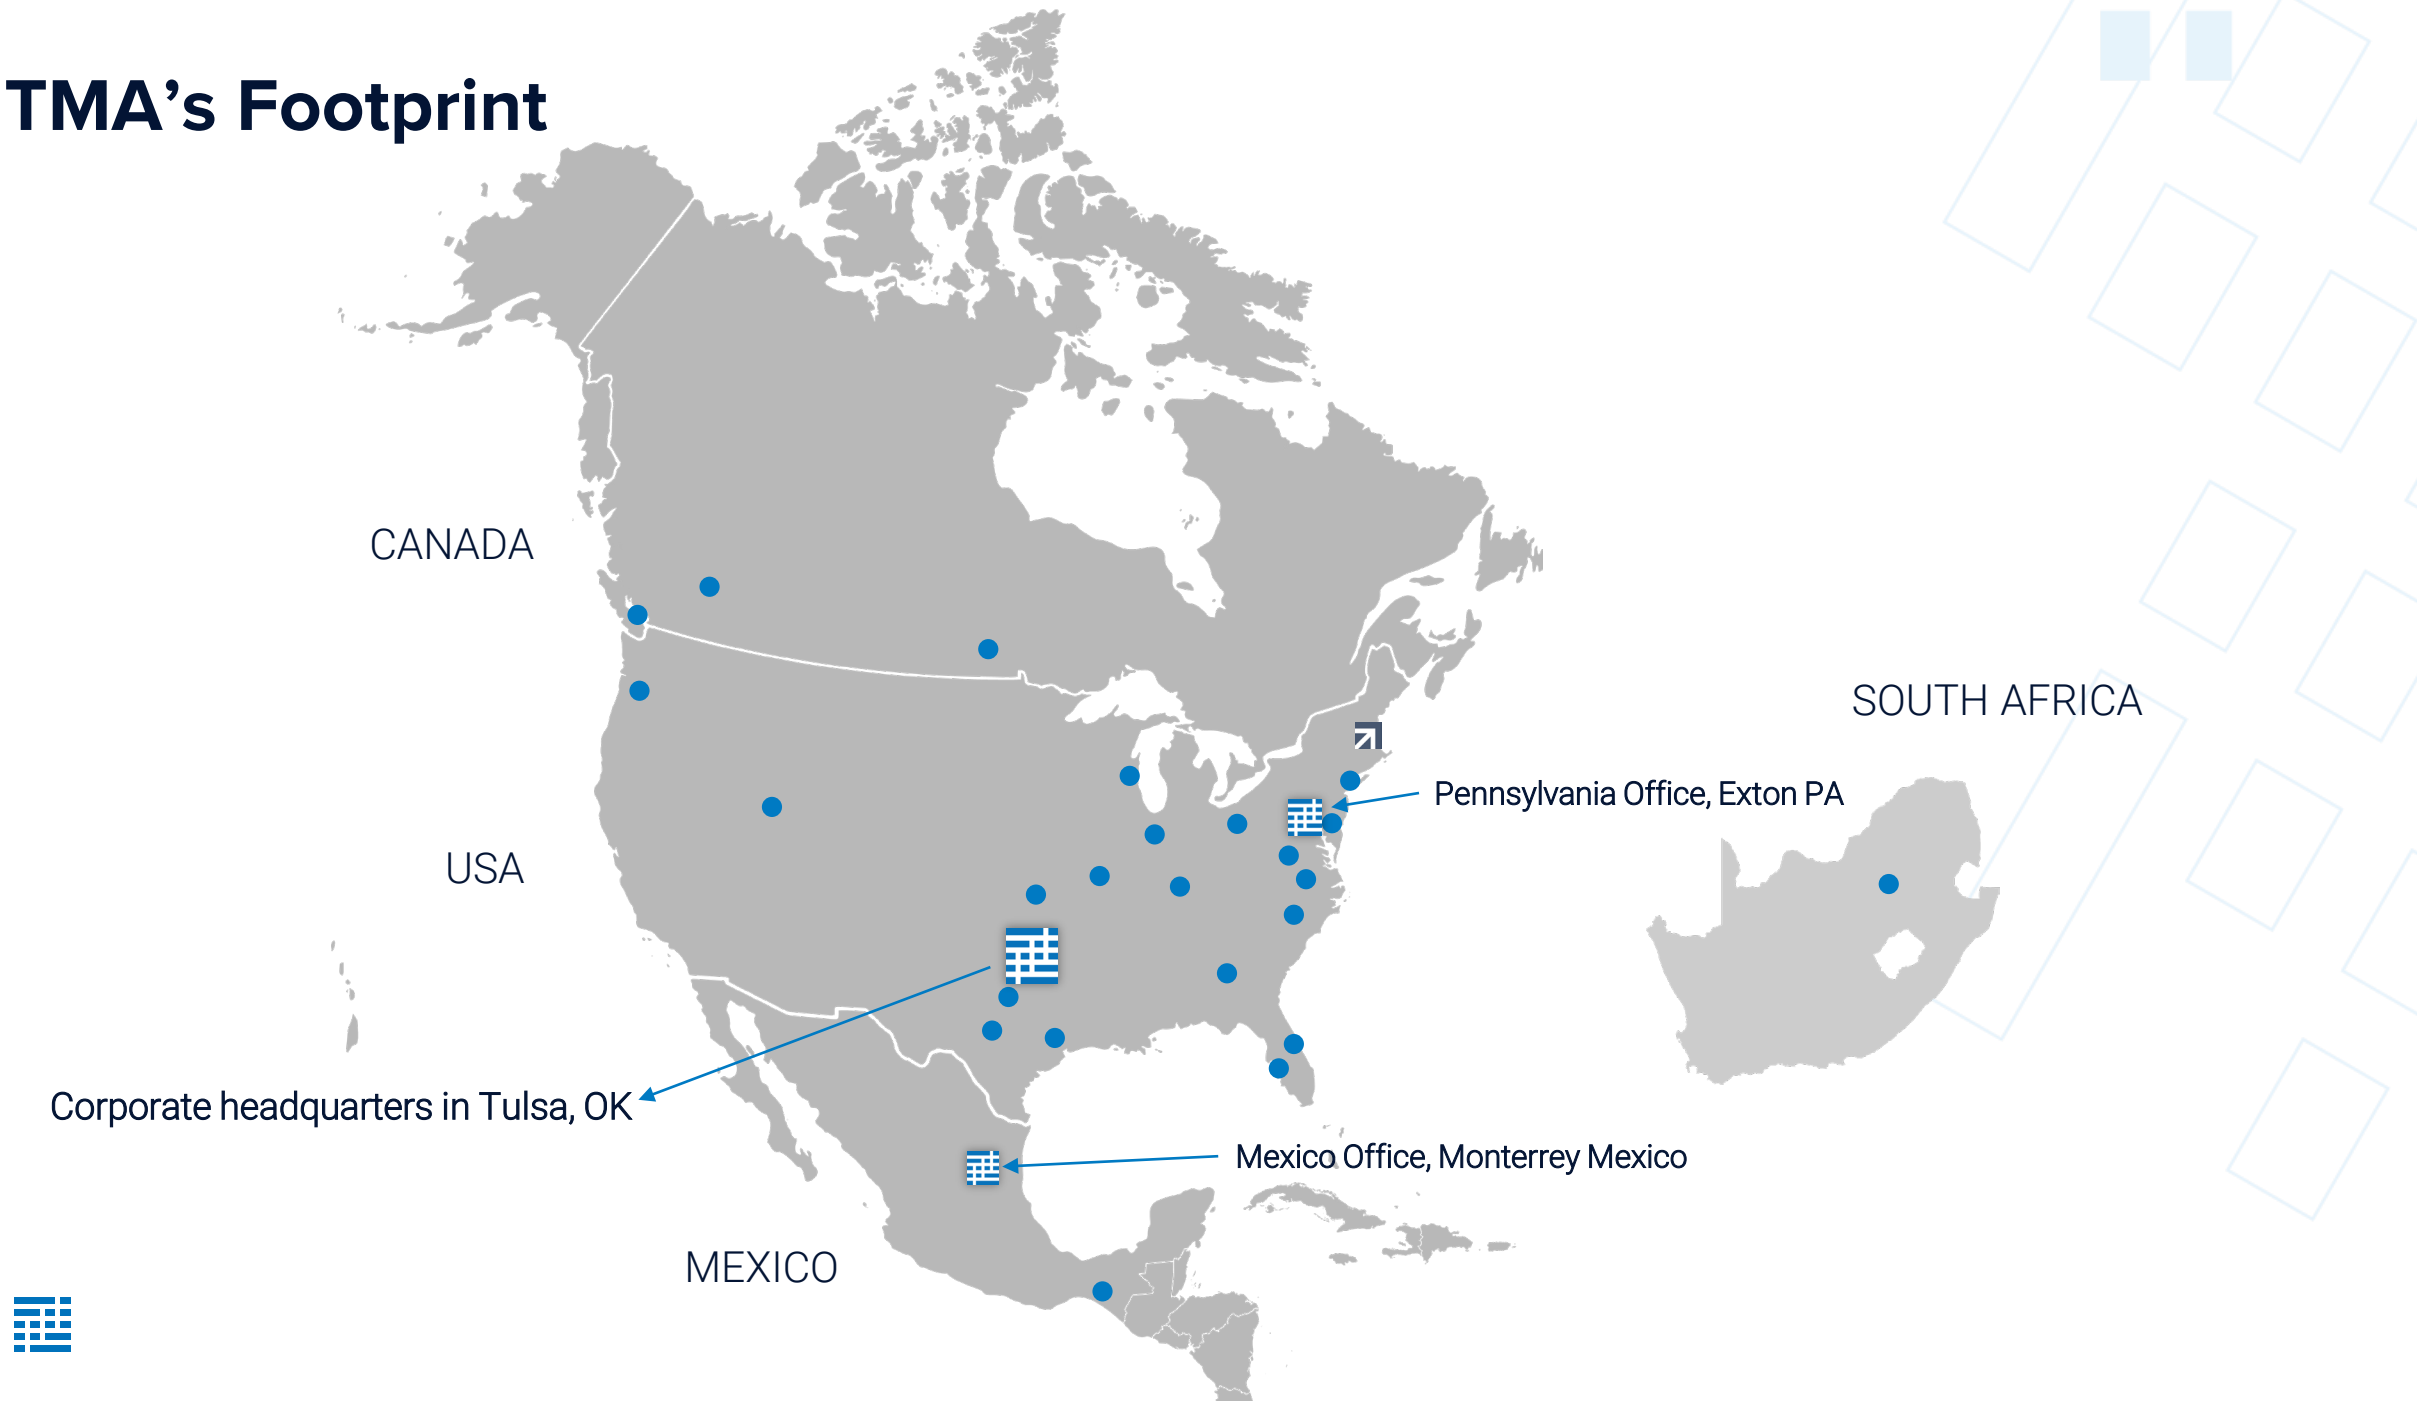 TMA’s Footprint
CANADA
SOUTH AFRICA
Pennsylvania Office, Exton PA
USA
Corporate headquarters in Tulsa, OK
Mexico Office, Monterrey Mexico
MEXICO